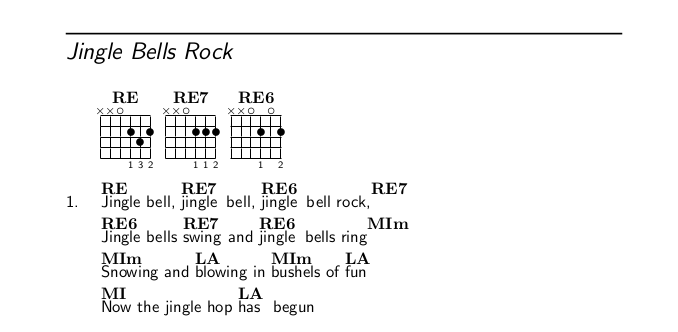 Jingle Bells Rock
RE RE7 RE6
××○ ××○ ××○ ○
1 3 2 1 1 2 1 2
RE RE7 RE6 RE7
1. Jingle bell, jingle bell, jingle bell rock,
RE6 RE7 RE6 MIm
Jingle bells swing and jingle bells ring
MIm LA MIm LA
Snowing and blowing in bushels of fun
MI LA
Now the jingle hop has begun